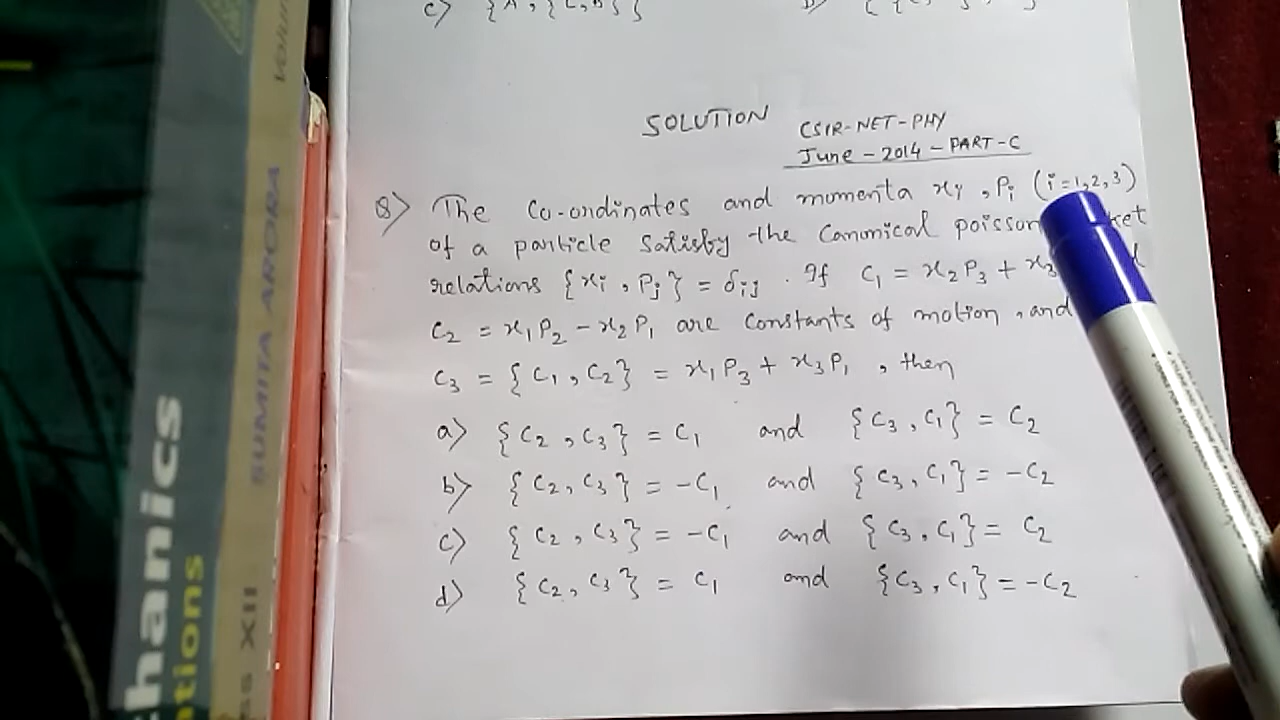 c) {A, {C, B}}
SOLUTION
CSIR-NET-PHY
June - 2014 - PART-C
Q) The co-ordinates and momenta xi , Pi (i=1,2,3)
of a particle satisfy the canonical poisson
relations {xi , Pj} = δij . If C1 = x2P3 + x3
C2 = x1P2 - x2P1 are constants of motion , and
C3 = {C1 , C2} = x1P3 + x3P1 , then
a) {C2 , C3} = C1 and {C3 , C1} = C2
b) {C2 , C3} = -C1 and {C3 , C1} = -C2
c) {C2 , C3} = -C1 and {C3 , C1} = C2
d) {C2 , C3} = C1 and {C3 , C1} = -C2
SUMITA ARORA
XII